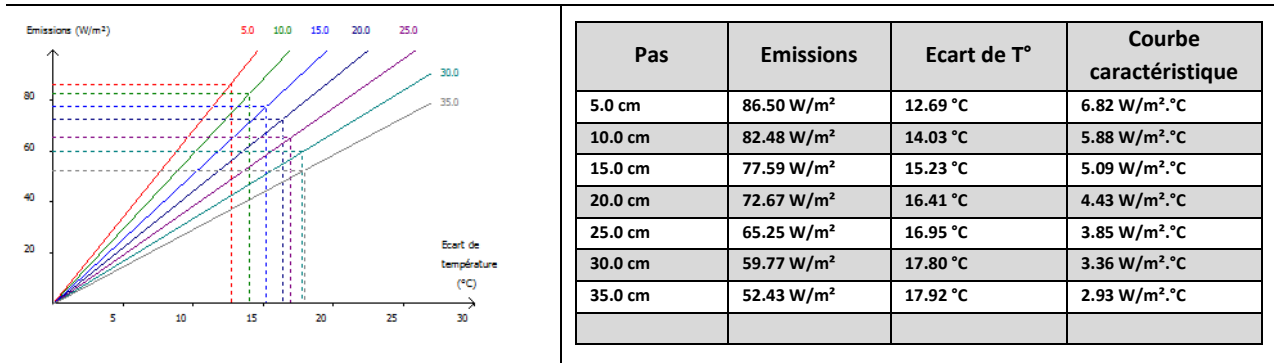 Emissions (W/m²)
5.0 10.0 15.0 20.0 25.0
30.0
35.0
80
60
40
20
Ecart de
température
(°C)
5 10 15 20 25 30
Pas Emissions Ecart de T° Courbe caractéristique
5.0 cm 86.50 W/m² 12.69 °C 6.82 W/m².°C
10.0 cm 82.48 W/m² 14.03 °C 5.88 W/m².°C
15.0 cm 77.59 W/m² 15.23 °C 5.09 W/m².°C
20.0 cm 72.67 W/m² 16.41 °C 4.43 W/m².°C
25.0 cm 65.25 W/m² 16.95 °C 3.85 W/m².°C
30.0 cm 59.77 W/m² 17.80 °C 3.36 W/m².°C
35.0 cm 52.43 W/m² 17.92 °C 2.93 W/m².°C